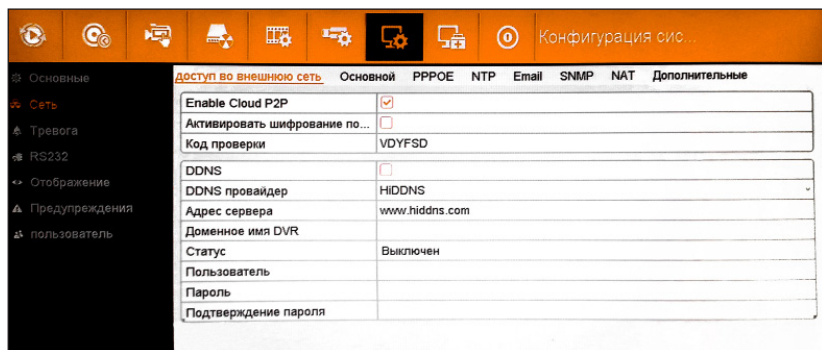 Конфигурация сис...
Основные
Сеть
Тревога
RS232
Отображение
Предупреждения
пользователь
доступ во внешнюю сеть Основной PPPOE NTP Email SNMP NAT Дополнительные
Enable Cloud P2P
Активировать шифрование по...
Код проверки VDYFSD
DDNS
DDNS провайдер HiDDNS
Адрес сервера www.hiddns.com
Доменное имя DVR
Статус Выключен
Пользователь
Пароль
Подтверждение пароля